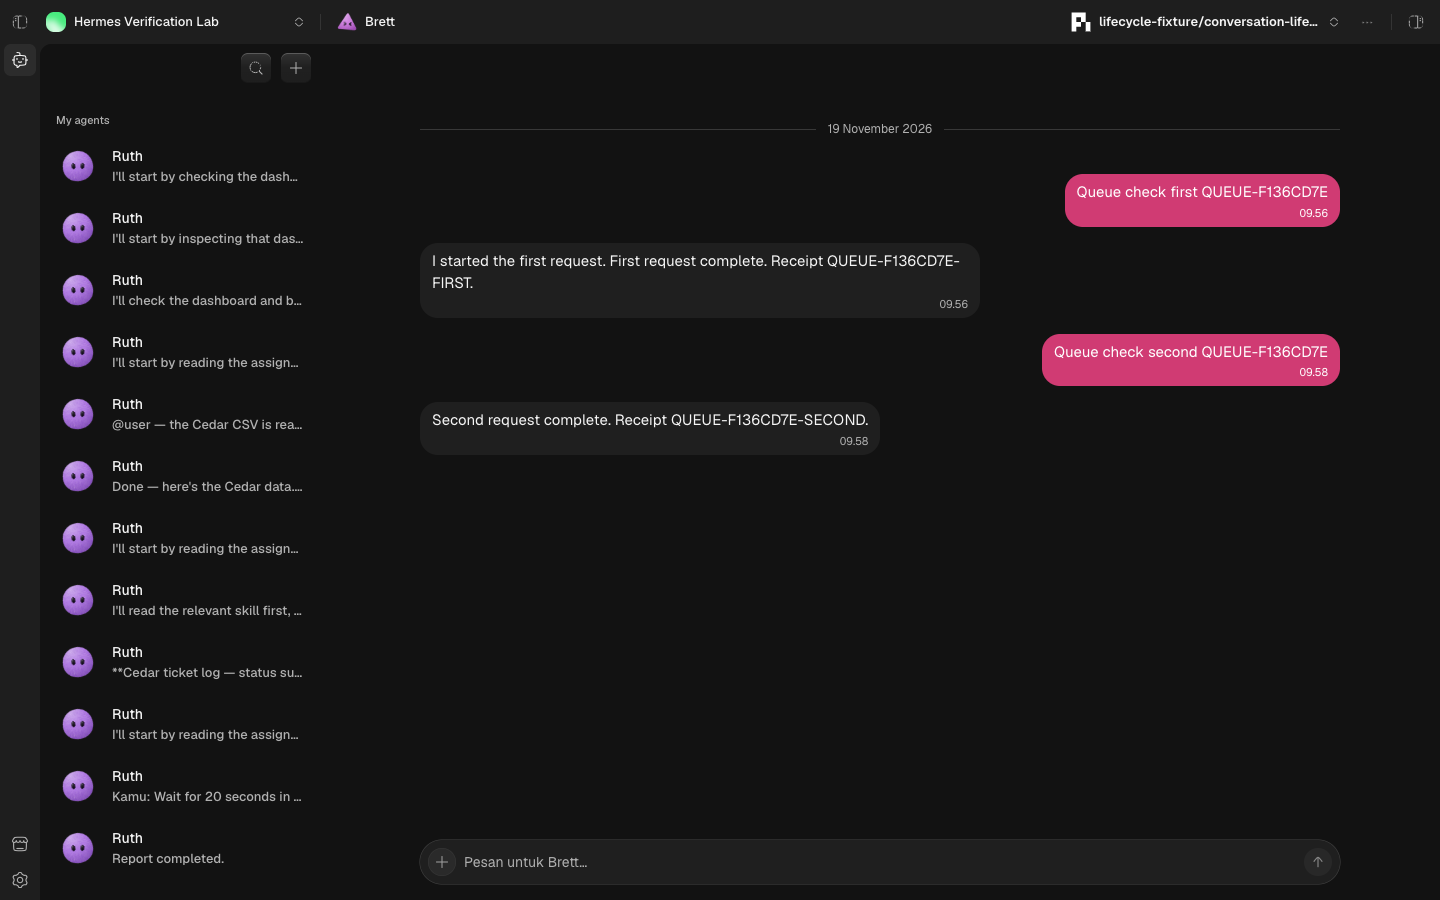 Hermes Verification Lab
Brett
lifecycle-fixture/conversation-life...
My agents
Ruth
I'll start by checking the dash...
Ruth
I'll start by inspecting that das...
Ruth
I'll check the dashboard and b...
Ruth
I'll start by reading the assign...
Ruth
@user — the Cedar CSV is rea...
Ruth
Done — here's the Cedar data....
Ruth
I'll start by reading the assign...
Ruth
I'll read the relevant skill first, ...
Ruth
**Cedar ticket log — status su...
Ruth
I'll start by reading the assign...
Ruth
Kamu: Wait for 20 seconds in ...
Ruth
Report completed.
19 November 2026
Queue check first QUEUE-F136CD7E
09.56
I started the first request. First request complete. Receipt QUEUE-F136CD7E-
FIRST.
09.56
Queue check second QUEUE-F136CD7E
09.58
Second request complete. Receipt QUEUE-F136CD7E-SECOND.
09.58
Pesan untuk Brett...